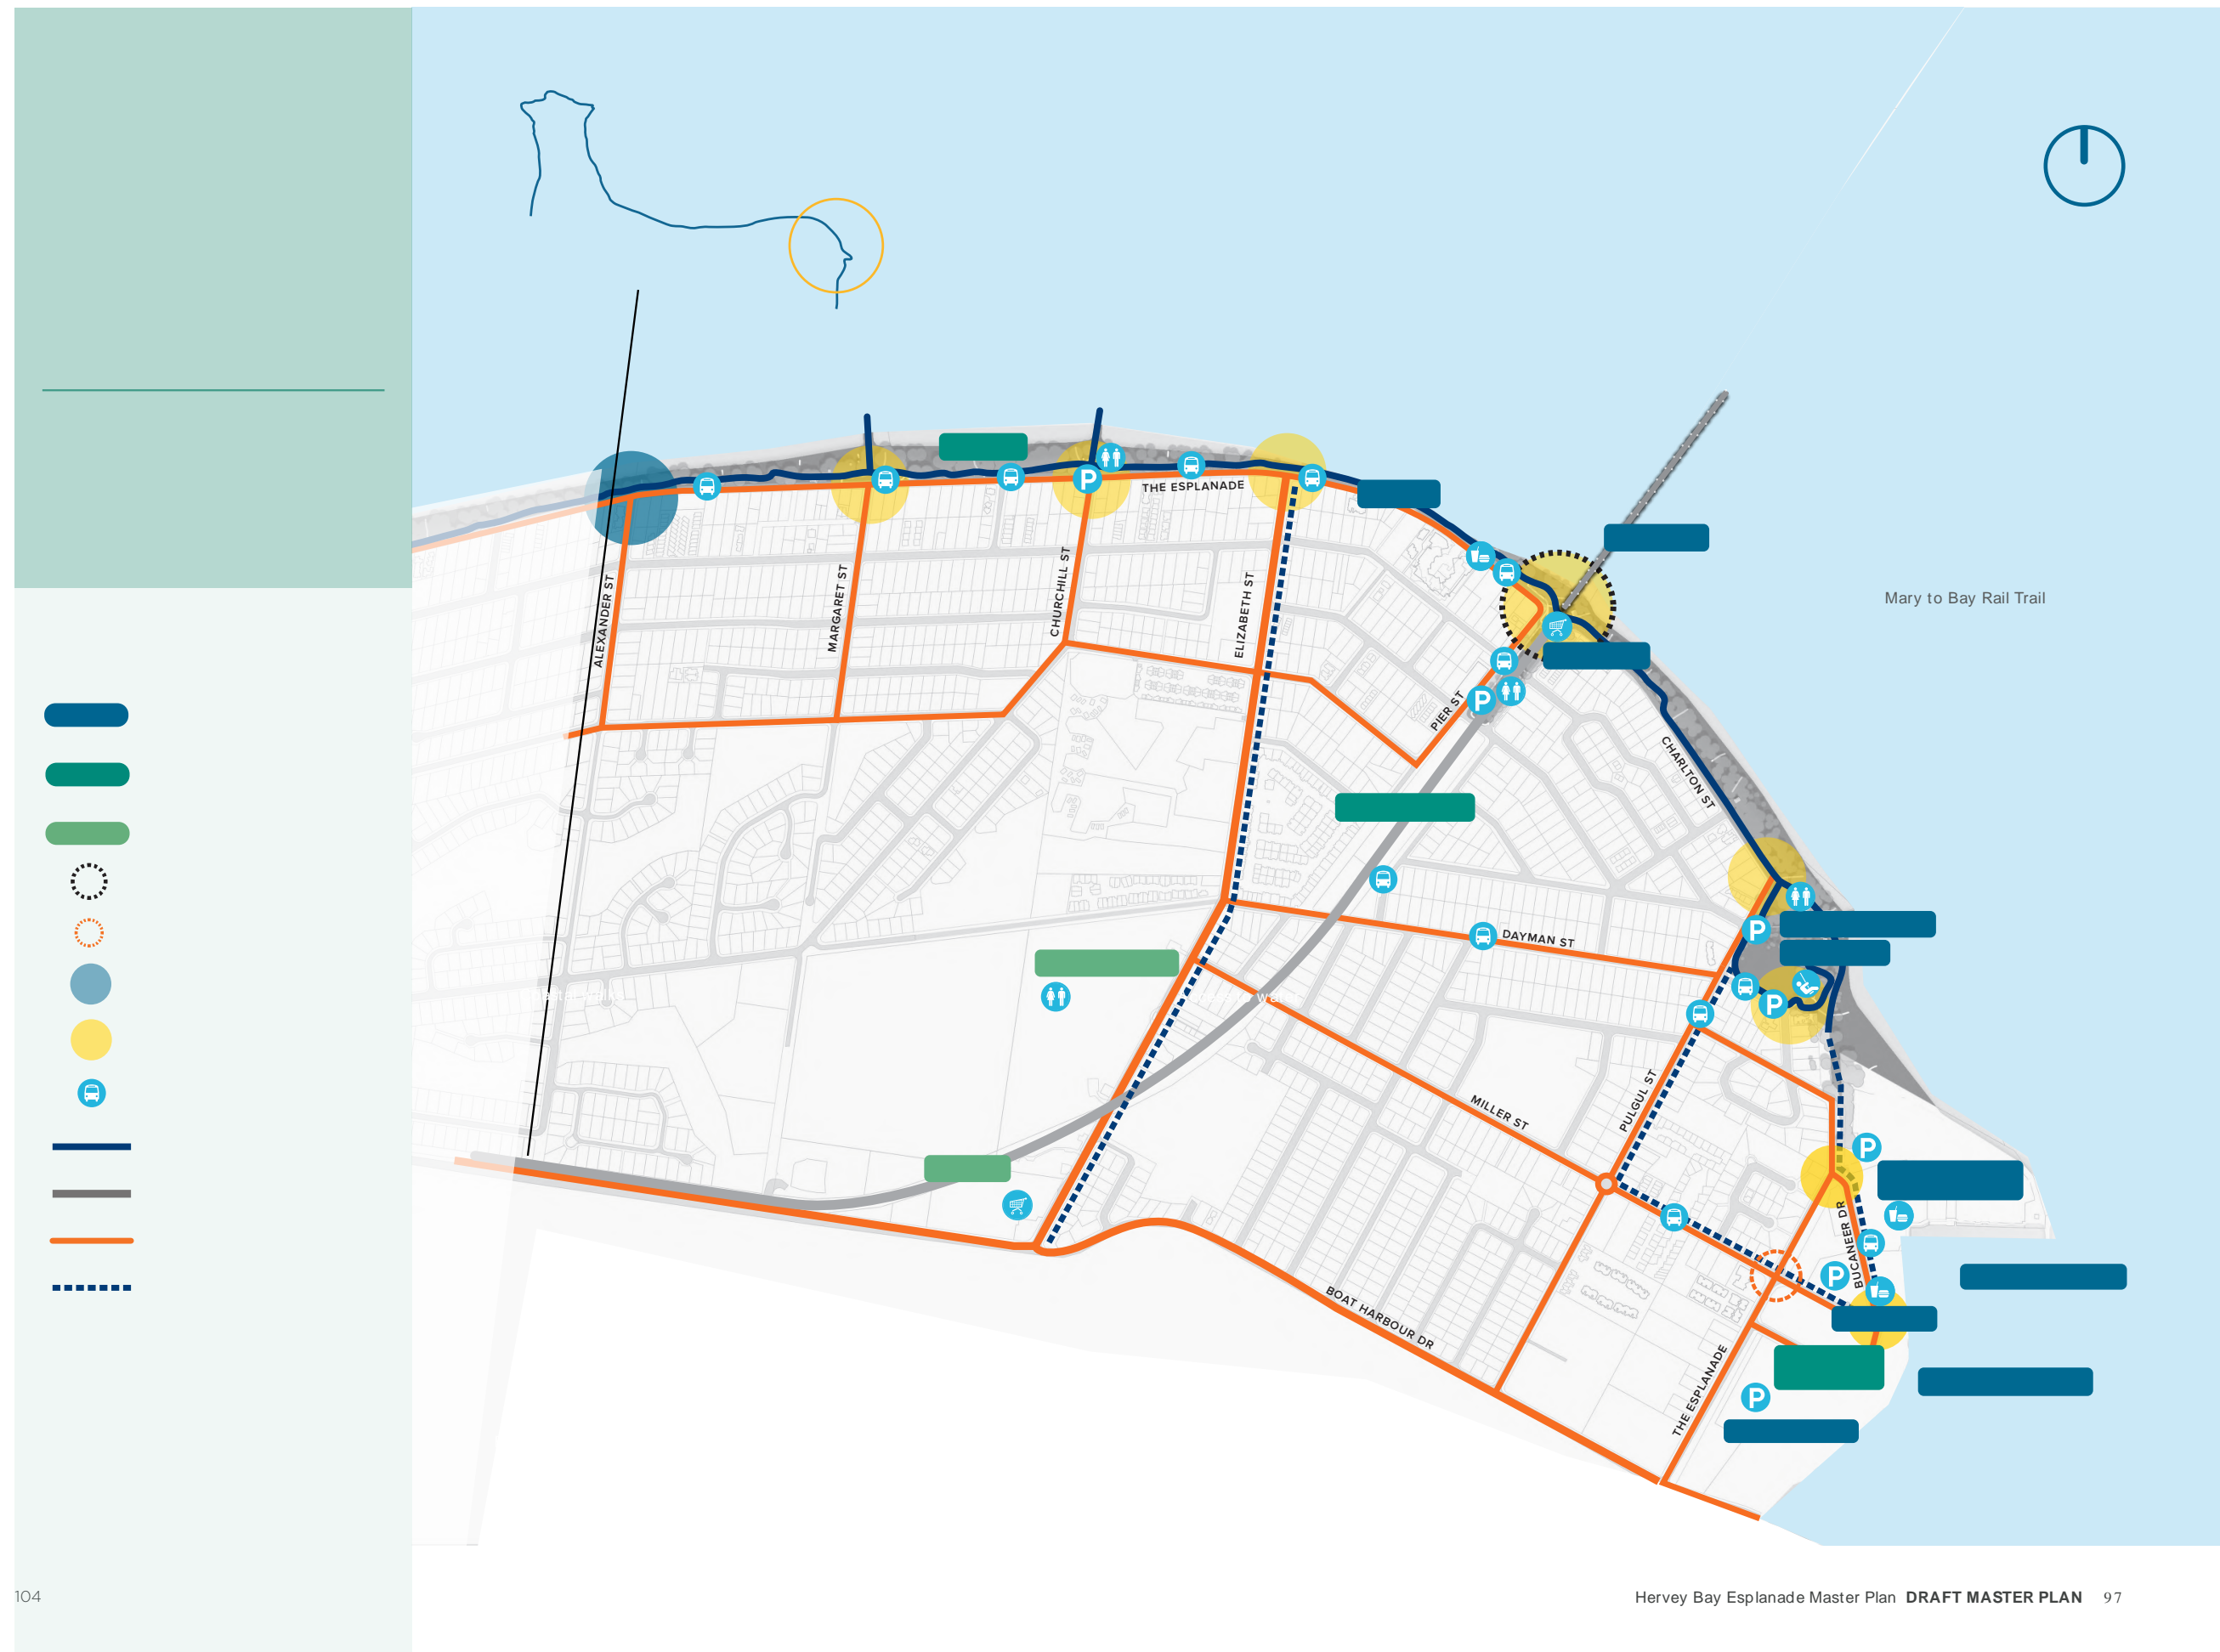 THE ESPLANADE
ALEXANDER ST
MARGARET ST
CHURCHILL ST
ELIZABETH ST
Mary to Bay Rail Trail
PIER ST
CHARLTON ST
DAYMAN ST
MILLER ST
PULGUL ST
BUCANEER DR
BOAT HARBOUR DR
THE ESPLANADE
P
P
P
P
P
P
P
104
Hervey Bay Esplanade Master Plan DRAFT MASTER PLAN 97